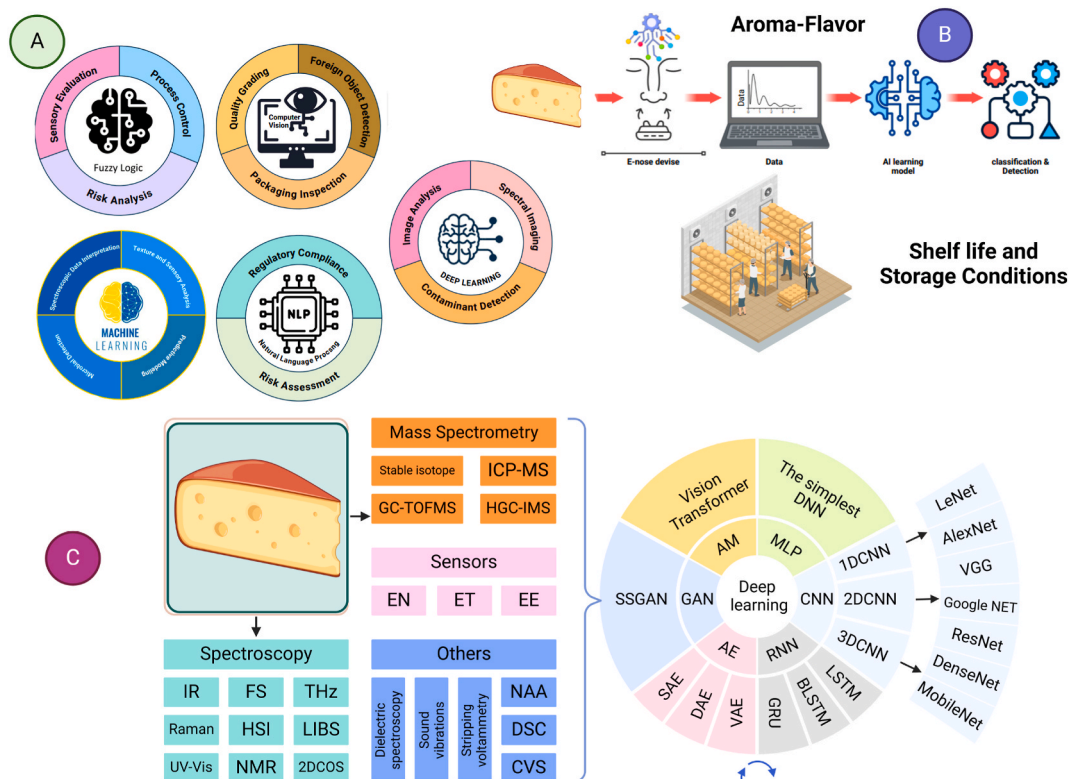 A
Sensory Evaluation
Process Control
Fuzzy Logic
Risk Analysis
Quality Grading
Foreign Object Detection
Computer
Vision
Packaging Inspection
Image Analysis
Spectral Imaging
DEEP LEARNING
Contaminant Detection
Spectroscopic Data Interpretation
Texture and Sensory Analysis
MACHINE
LEARNING
Microbial Detection
Predictive Modeling
Regulatory Compliance
NLP
Natural Language Procsng
Risk Assessment
Aroma-Flavor
B
Data
E-nose devise
Data
AI learning
model
classification &
Detection
Shelf life and
Storage Conditions
C
Mass Spectrometry
Stable isotope
ICP-MS
GC-TOFMS
HGC-IMS
Sensors
EN
ET
EE
Spectroscopy
IR
FS
THz
Raman
HSI
LIBS
UV-Vis
NMR
2DCOS
Others
Dielectric
spectroscopy
Sound
vibrations
Stripping
voltammetry
NAA
DSC
CVS
Vision
Transformer
The simplest
DNN
AM
MLP
SSGAN
GAN
Deep
learning
CNN
1DCNN
2DCNN
3DCNN
AE
RNN
SAE
DAE
VAE
GRU
BLSTM
LSTM
LeNet
AlexNet
VGG
Google NET
ResNet
DenseNet
MobileNet